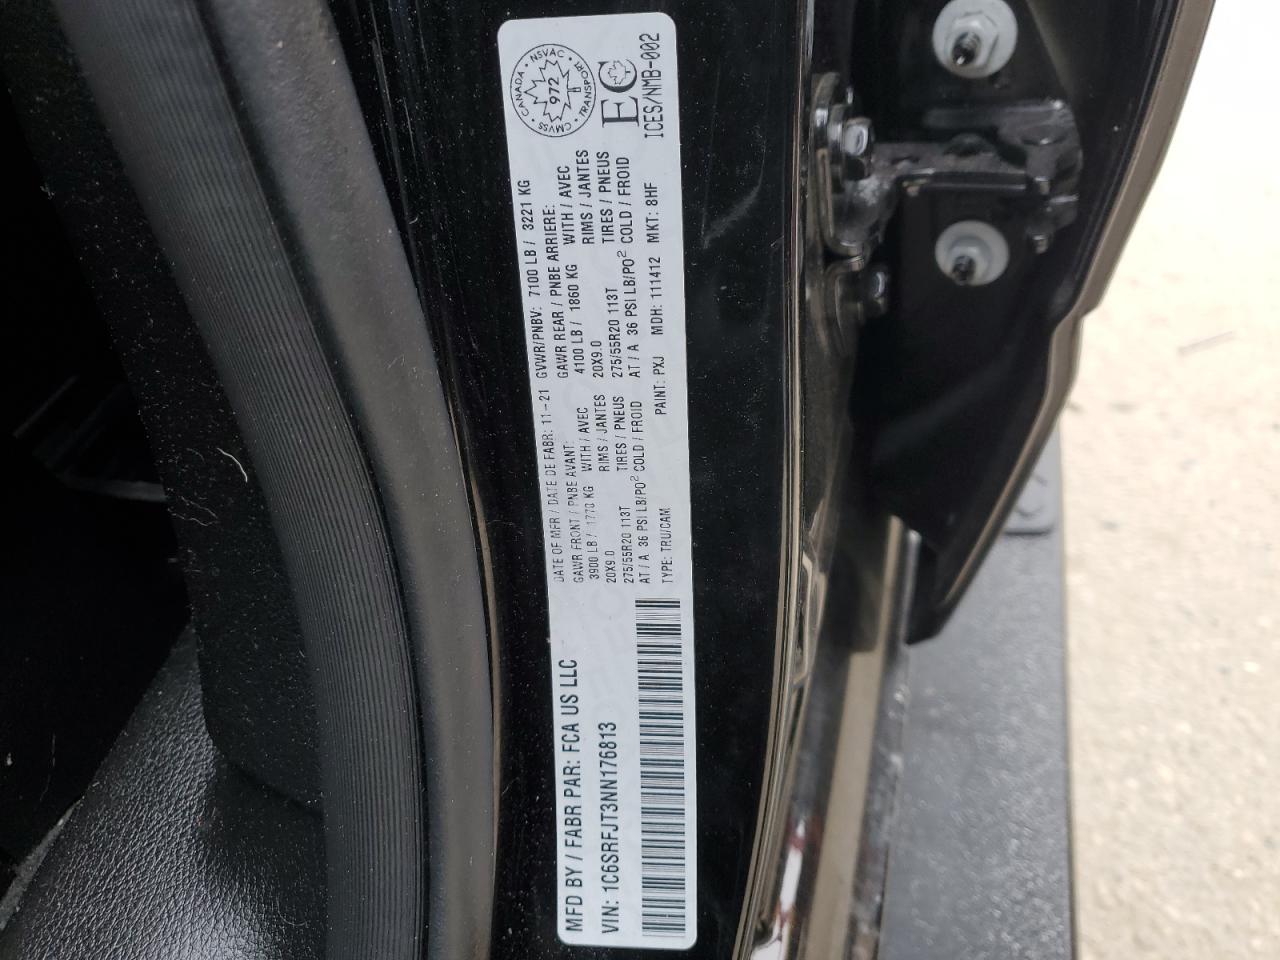 MFD BY / FABR PAR: FCA US LLC
DATE OF MFR / DATE DE FABR: 11-21 GVWR/PNBV: 7100 LB / 3221 KG
GAWR FRONT / PNBE AVANT: GAWR REAR / PNBE ARRIERE:
3900 LB / 1770 KG WITH / AVEC 4100 LB / 1860 KG WITH / AVEC
20X9.0 RIMS / JANTES 20X9.0 RIMS / JANTES
275/55R20 113T TIRES / PNEUS 275/55R20 113T TIRES / PNEUS
AT / A 36 PSI LB/PO² COLD / FROID AT / A 36 PSI LB/PO² COLD / FROID
VIN: 1C6SRFJT3NN176813
TYPE: TRU/CAM PAINT: PXJ MDH: 111412 MKT: 8HF
CANADA • NSVAC • TRANSPORT • CMVSS •
972
EC
ICES/NMB-002